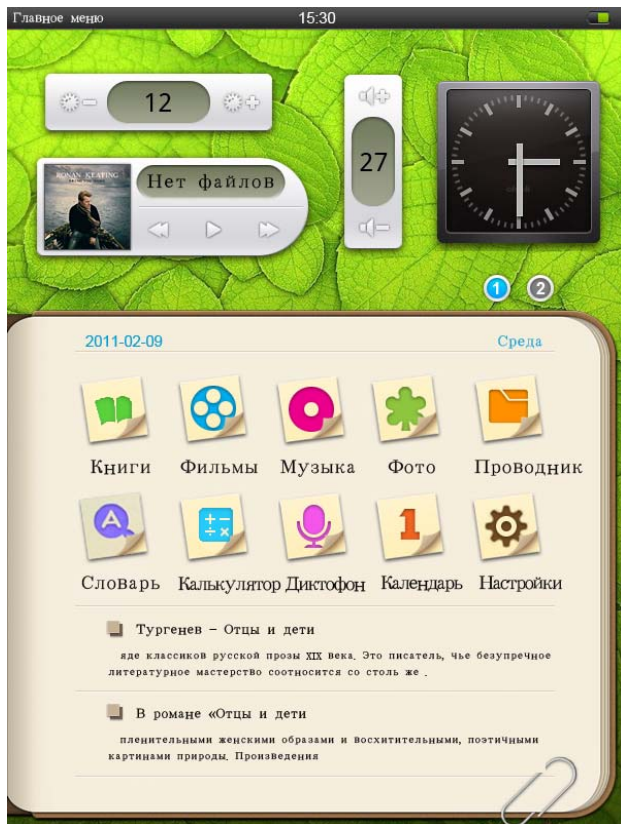 Главное меню 15:30
12
27
RONAN KEATING
Нет файлов
1 2
2011-02-09 Среда
Книги Фильмы Музыка Фото Проводник
Словарь Калькулятор Диктофон Календарь Настройки
Тургенев – Отцы и дети
яде классиков русской прозы XIX века. Это писатель, чье безупречное
литературное мастерство соотносится со столь же .
В романе «Отцы и дети
пленительными женскими образами и восхитительными, поэтичными
картинами природы. Произведения